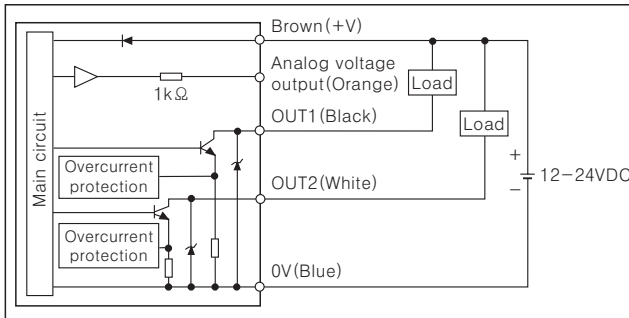 Brown(+V)
Analog voltage
output(Orange)
Load
1kΩ
OUT1(Black)
Load
Main circuit
Overcurrent
protection
OUT2(White)
+
12-24VDC
−
Overcurrent
protection
0V(Blue)